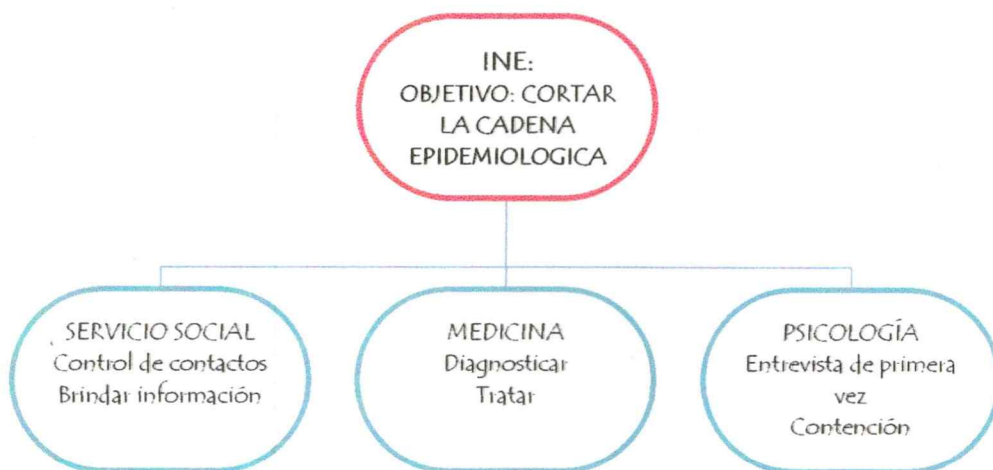 INE:
OBJETIVO: CORTAR
LA CADENA
EPIDEMIOLOGICA
SERVICIO SOCIAL
Control de contactos
Brindar información
MEDICINA
Diagnosticar
Tratar
PSICOLOGÍA
Entrevista de primera
vez
Contención